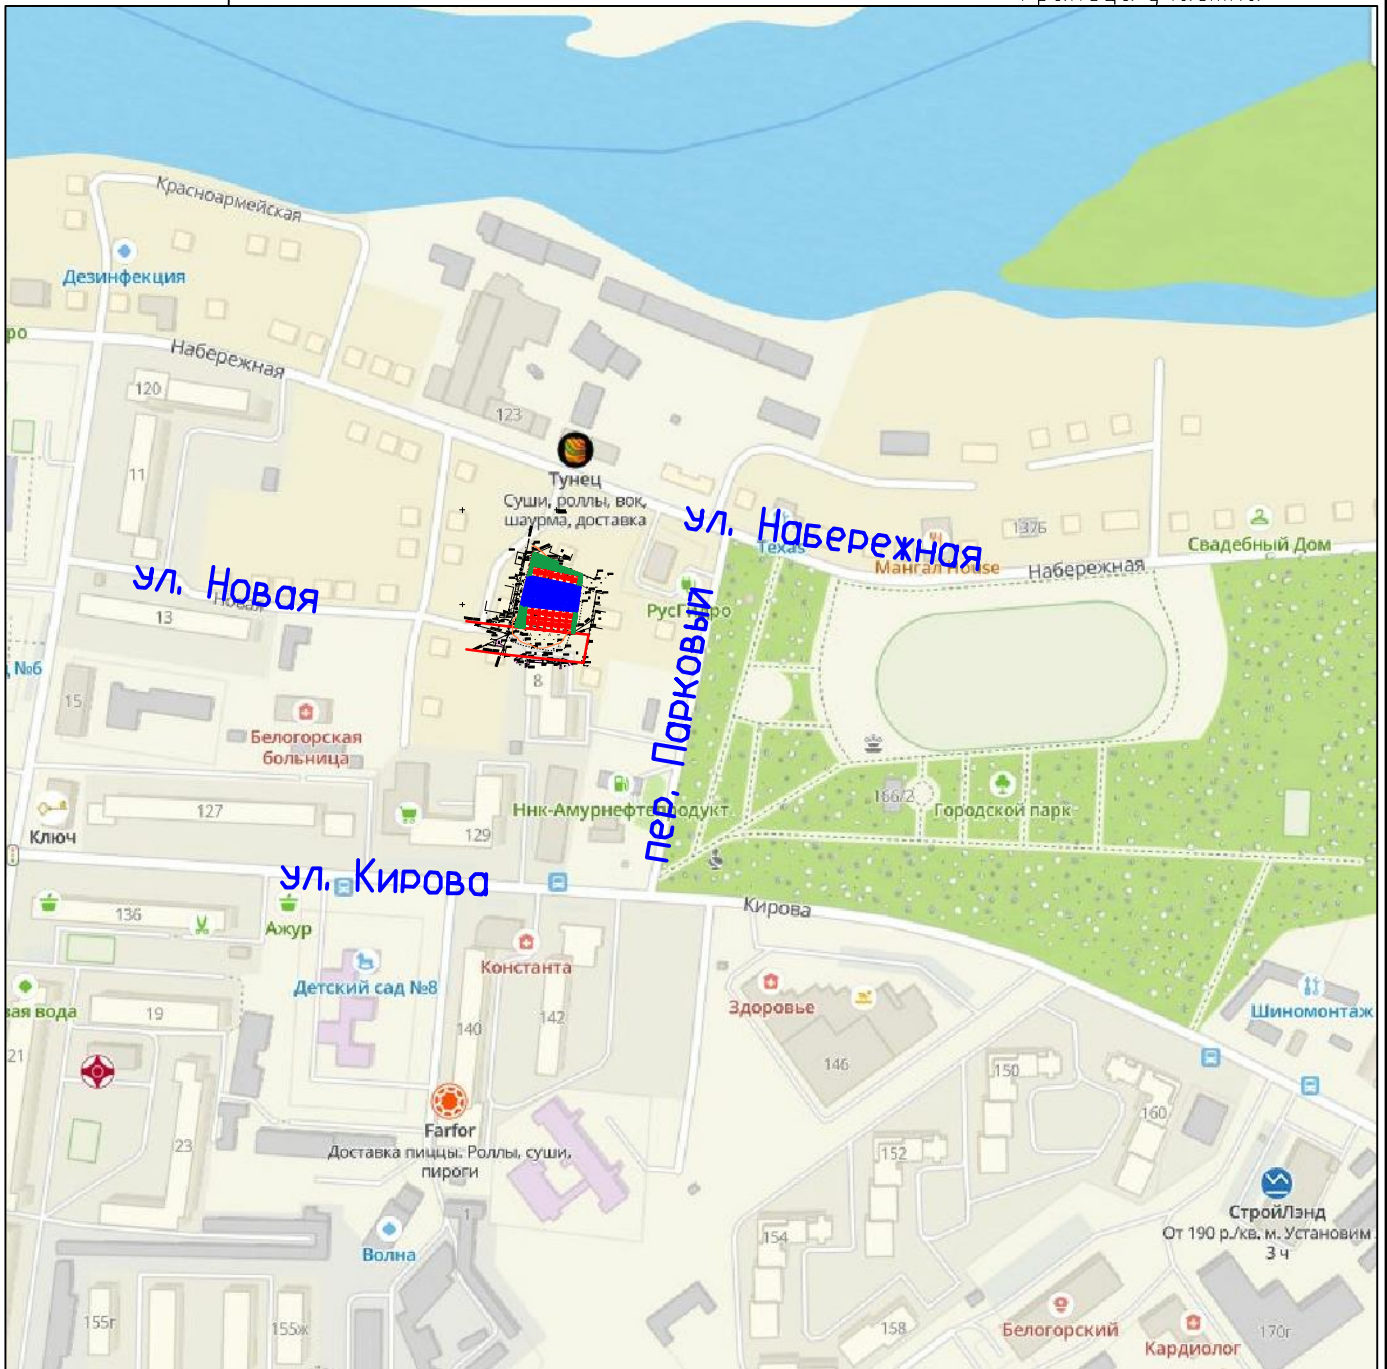 Красноармейская
Дезинфекция
Набережная
120
123
11
Тунец
Суши, роллы, вок,
шаурма, доставка
ул. Набережная
137Б
Свадебный Дом
Texas
Мангал House
Набережная
ул. Новая
13
РусГидро
№6
8
15
пер. Парковый
Белогорская
больница
166/2
Городской парк
Ннк-Амурнефтепродукт
127
129
Ключ
ул. Кирова
Кирова
136
Ажур
Константа
Детский сад №8
Здоровье
Шиномонтаж
вая вода
19
140
142
21
146
150
160
Farfor
Доставка пиццы. Роллы, суши,
пироги
23
152
СтройЛэнд
От 190 р./кв. м. Установим
3 ч
1
154
Волна
155г
155ж
158
Белогорский
Кардиолог
170г